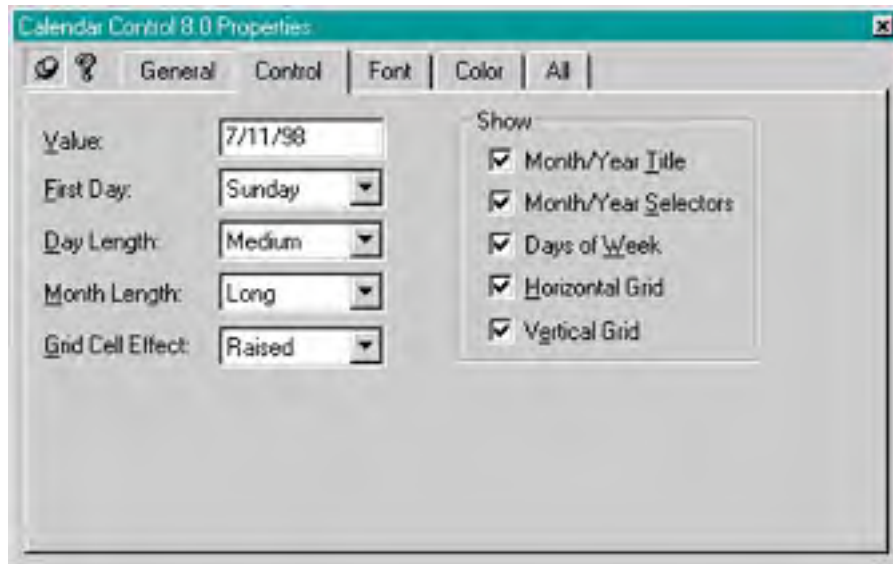 Calendar Control 8.0 Properties
General Control Font Color All
Value: 7/11/98
First Day: Sunday
Day Length: Medium
Month Length: Long
Grid Cell Effect: Raised
Show
Month/Year Title
Month/Year Selectors
Days of Week
Horizontal Grid
Vertical Grid